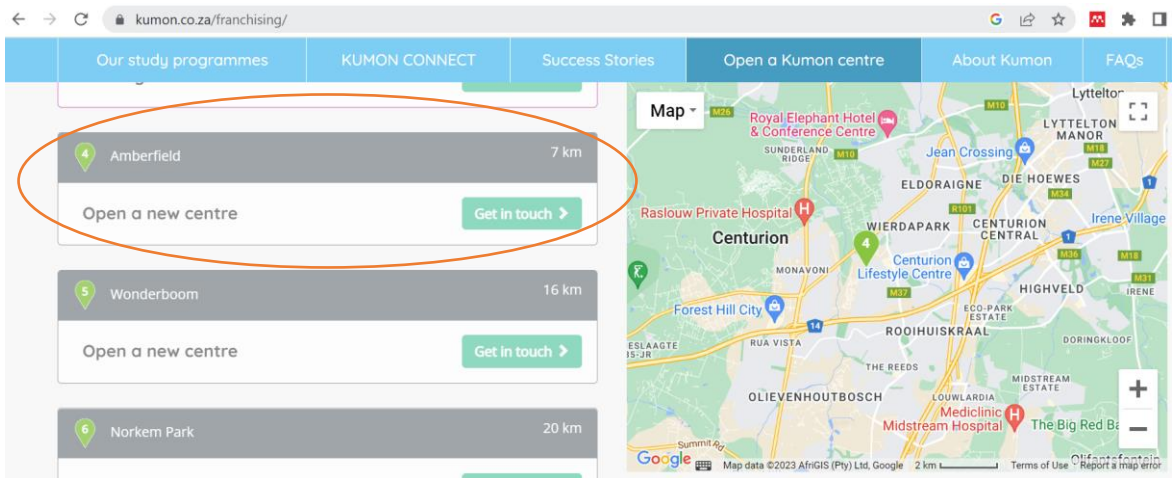 kumon.co.za/franchising/
Our study programmes
KUMON CONNECT
Success Stories
Open a Kumon centre
About Kumon
FAQs
4
Amberfield
7 km
Open a new centre
Get in touch
5
Wonderboom
16 km
Open a new centre
Get in touch
6
Norkem Park
20 km
Map
M26
Royal Elephant Hotel
& Conference Centre
SUNDERLAND
RIDGE
M10
M10
Lyttelton
LYTTELTON
MANOR
M18
M27
Jean Crossing
DIE HOEWES
ELDORAIGNE
M34
1
Raslouw Private Hospital
H
R101
WIERDAPARK
CENTURION
CENTRAL
1
Irene Village
Centurion
4
M36
M18
MONAVONI
Centurion
Lifestyle Centre
M31
IRENE
HIGHVELD
M37
Forest Hill City
ECO-PARK
ESTATE
14
ROOIHUISKRAAL
RUA VISTA
DORINGKLOOF
THE REEDS
MIDSTREAM
ESTATE
OLIEVENHOUTBOSCH
LOUWLARDIA
Mediclinic
Midstream Hospital
H
The Big Red Ba
Summit Rd
Olifantsfontein
Google
Map data ©2023 AfriGIS (Pty) Ltd, Google
2 km
Terms of Use
Report a map error